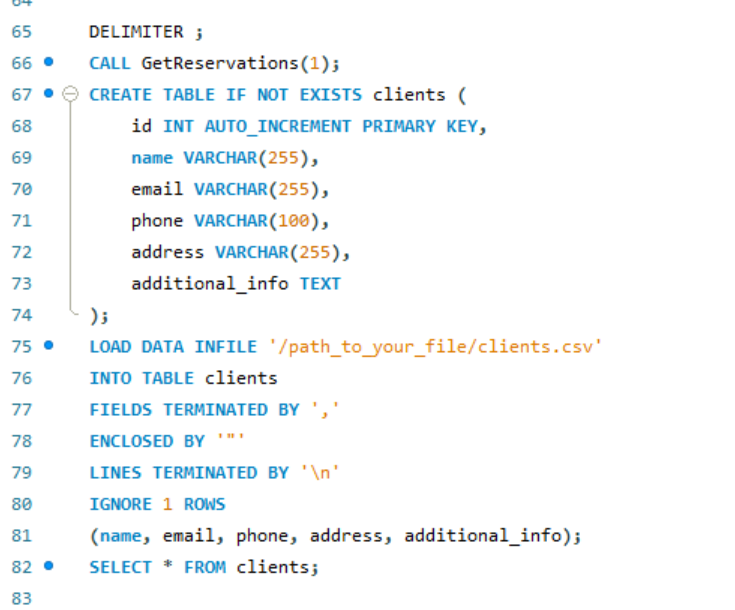 64
65 DELIMITER ;
66 CALL GetReservations(1);
67 CREATE TABLE IF NOT EXISTS clients (
68 id INT AUTO_INCREMENT PRIMARY KEY,
69 name VARCHAR(255),
70 email VARCHAR(255),
71 phone VARCHAR(100),
72 address VARCHAR(255),
73 additional_info TEXT
74 );
75 LOAD DATA INFILE '/path_to_your_file/clients.csv'
76 INTO TABLE clients
77 FIELDS TERMINATED BY ','
78 ENCLOSED BY '"'
79 LINES TERMINATED BY '\n'
80 IGNORE 1 ROWS
81 (name, email, phone, address, additional_info);
82 SELECT * FROM clients;
83